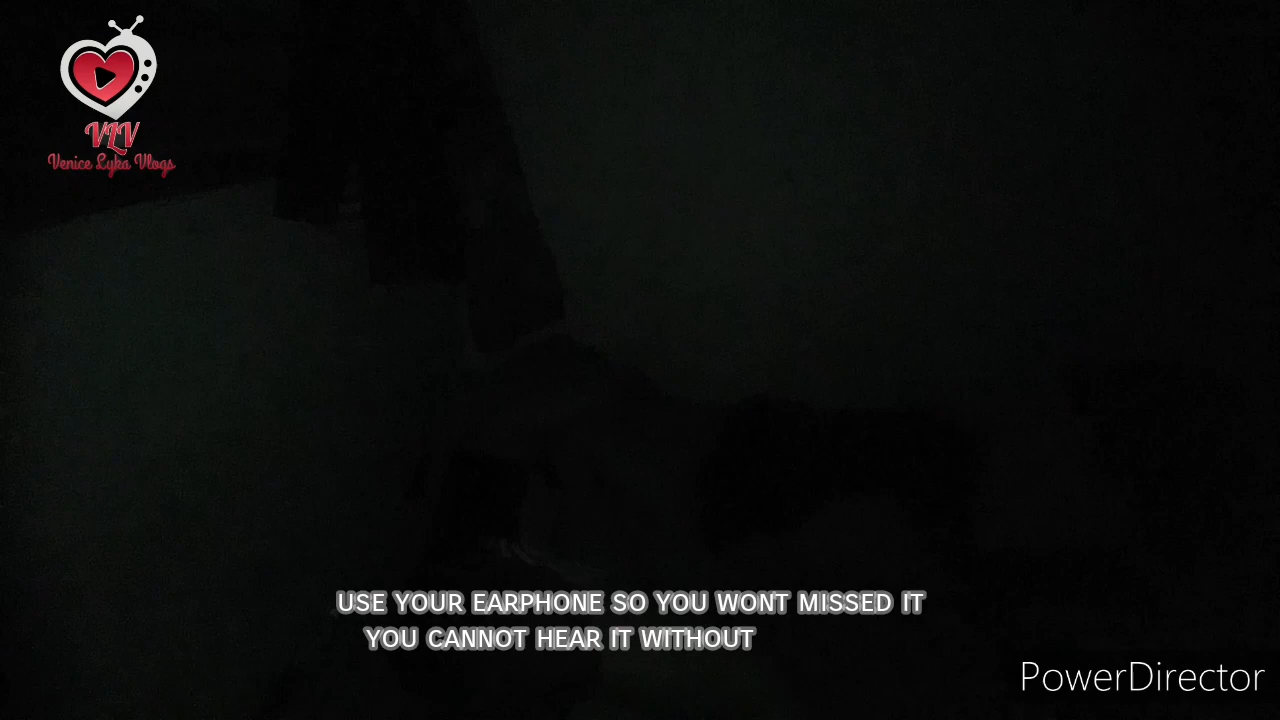 VLV
Venice Lyka Vlogs
USE YOUR EARPHONE SO YOU WONT MISSED IT
YOU CANNOT HEAR IT WITHOUT
PowerDirector